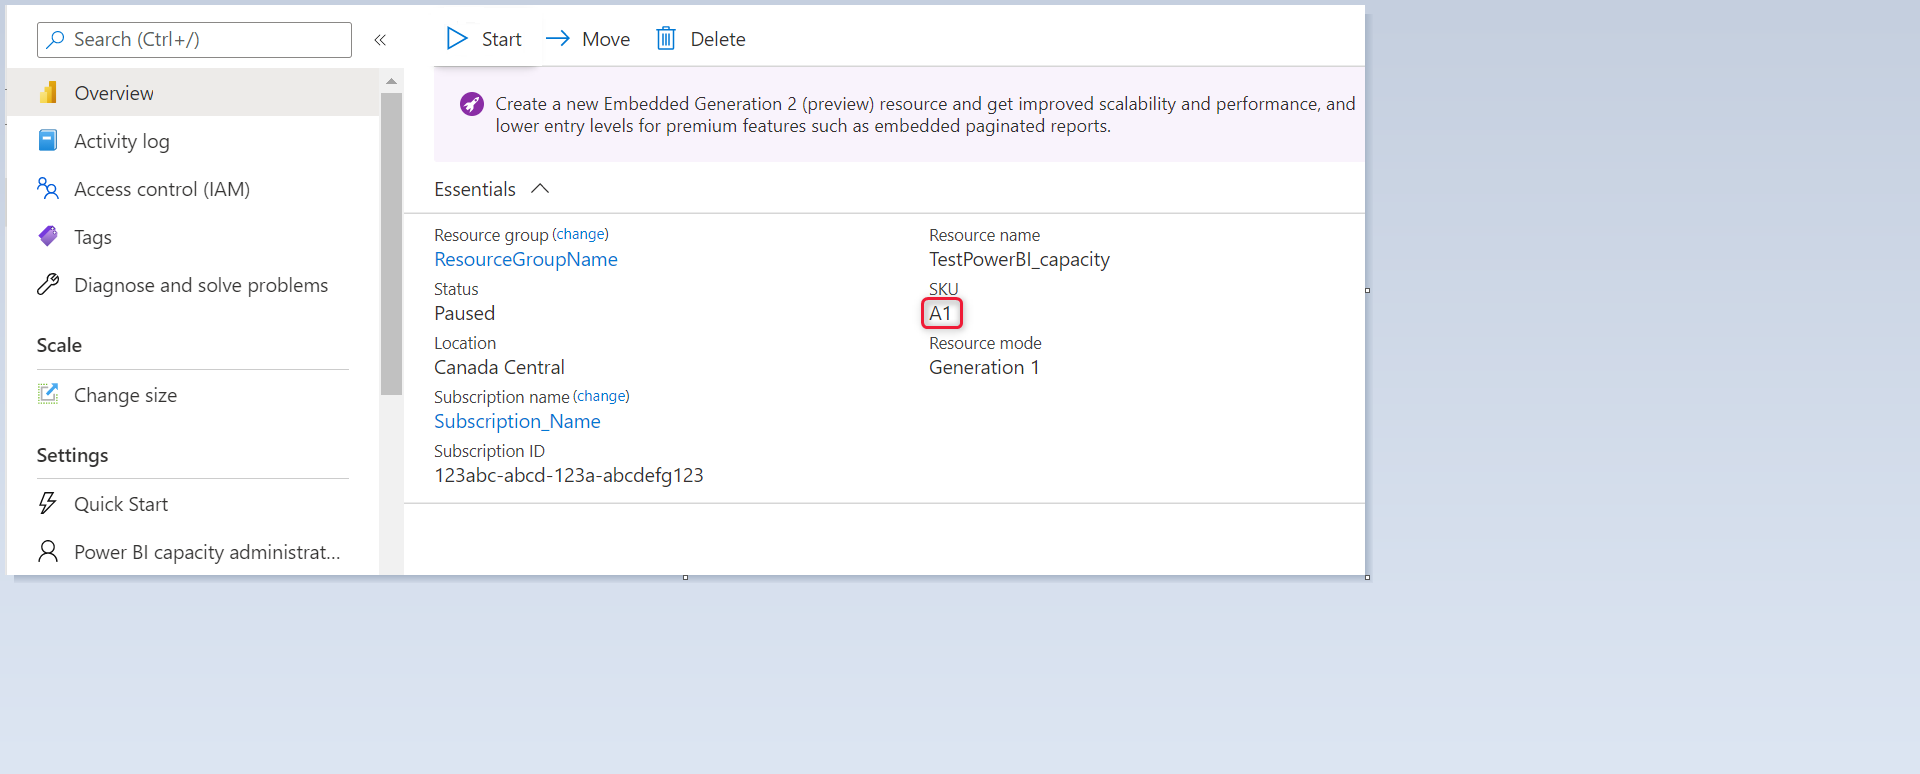 Search (Ctrl+/)
«
Overview
Activity log
Access control (IAM)
Tags
Diagnose and solve problems
Scale
Change size
Settings
Quick Start
Power BI capacity administrat...
Start
Move
Delete
Create a new Embedded Generation 2 (preview) resource and get improved scalability and performance, and
lower entry levels for premium features such as embedded paginated reports.
Essentials
Resource group (change)
ResourceGroupName
Status
Paused
Location
Canada Central
Subscription name (change)
Subscription_Name
Subscription ID
123abc-abcd-123a-abcdefg123
Resource name
TestPowerBI_capacity
SKU
A1
Resource mode
Generation 1